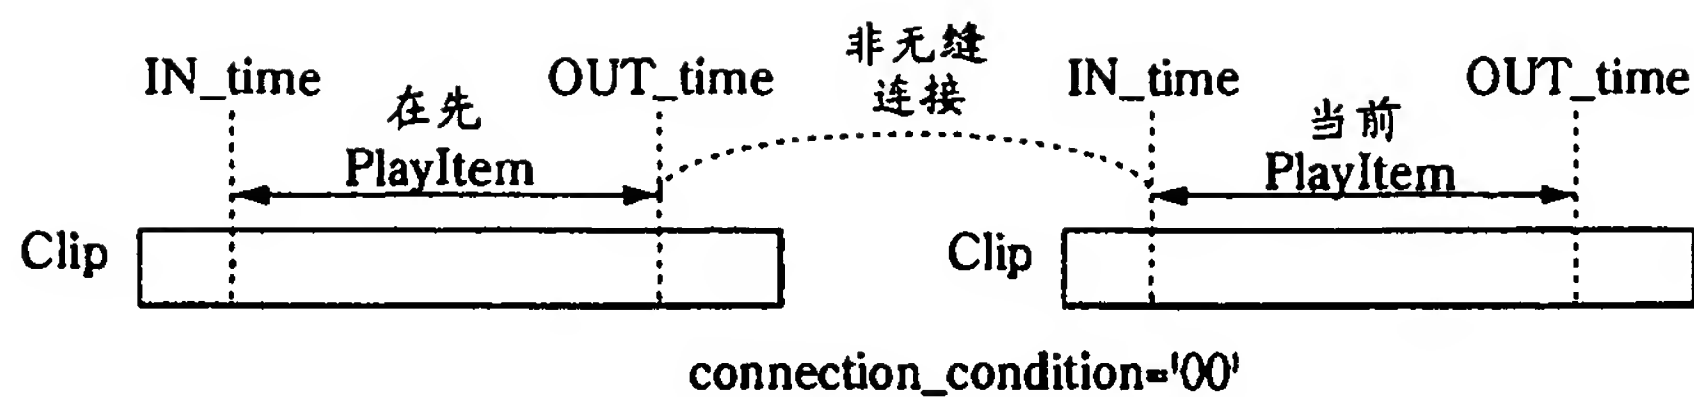 IN_time
在先
PlayItem
OUT_time
非无缝
连接
IN_time
当前
PlayItem
OUT_time
Clip
Clip
connection_condition='00'